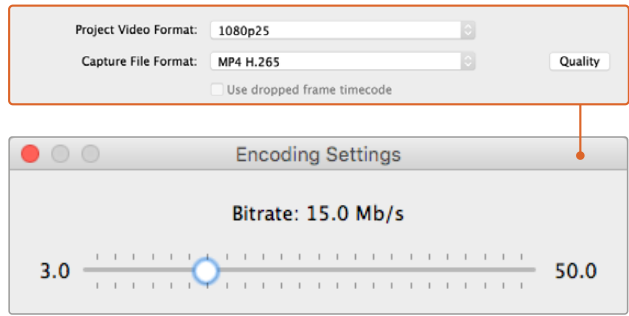 Project Video Format: 1080p25
Capture File Format: MP4 H.265 Quality
Use dropped frame timecode
Encoding Settings
Bitrate: 15.0 Mb/s
3.0 50.0